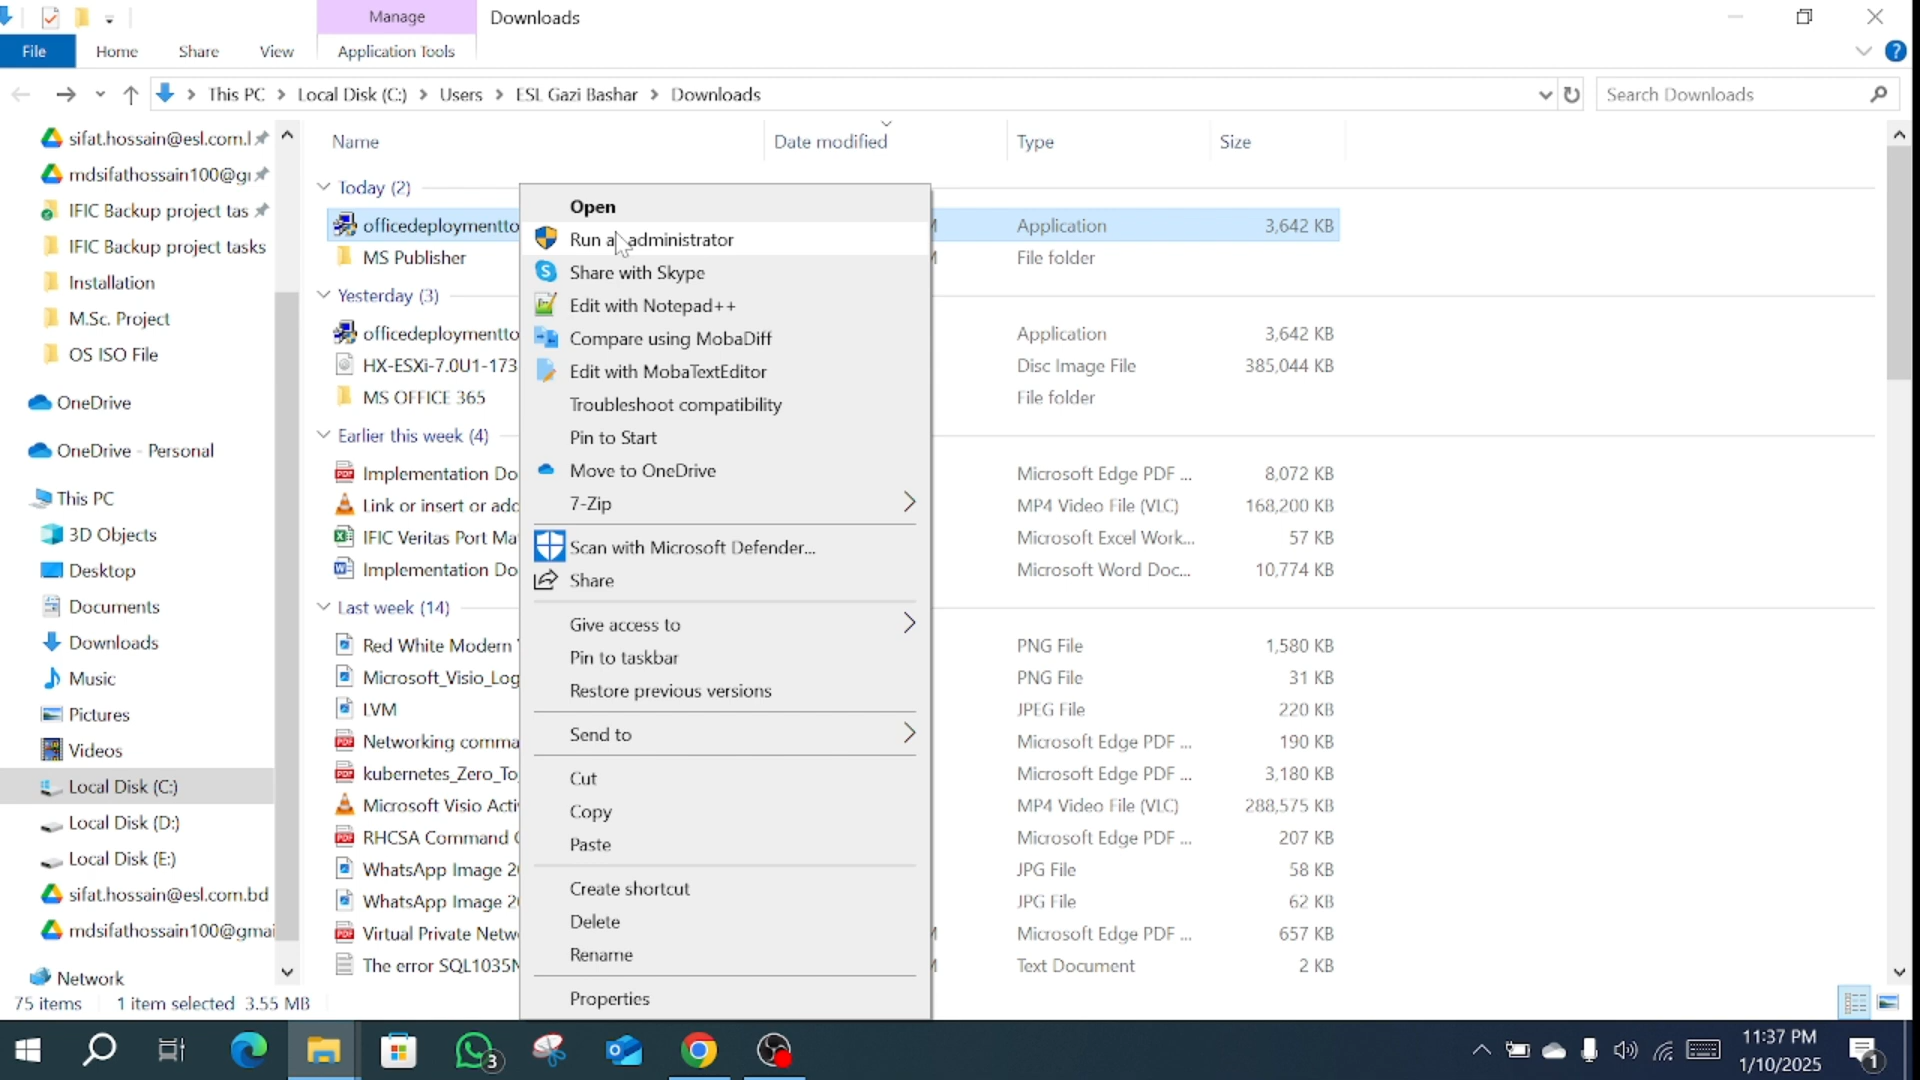 Manage
Downloads
File
Home
Share
View
Application Tools
This PC
Local Disk (C:)
Users
ESL Gazi Bashar
Downloads
Search Downloads
sifat.hossain@esl.com.l
mdsifathossain100@g
IFIC Backup project tas
IFIC Backup project tasks
Installation
M.Sc. Project
OS ISO File
OneDrive
OneDrive - Personal
This PC
3D Objects
Desktop
Documents
Downloads
Music
Pictures
Videos
Local Disk (C:)
Local Disk (D:)
Local Disk (E:)
sifat.hossain@esl.com.bd
mdsifathossain100@gmai
Network
Name
Date modified
Type
Size
Today (2)
officedeploymentto
Application
3,642 KB
MS Publisher
File folder
Yesterday (3)
officedeploymentto
Application
3,642 KB
HX-ESXi-7.0U1-173
Disc Image File
385,044 KB
MS OFFICE 365
File folder
Earlier this week (4)
Implementation Do
Microsoft Edge PDF ...
8,072 KB
Link or insert or add
MP4 Video File (VLC)
168,200 KB
IFIC Veritas Port Ma
Microsoft Excel Work...
57 KB
Implementation Do
Microsoft Word Doc...
10,774 KB
Last week (14)
Red White Modern
PNG File
1,580 KB
Microsoft_Visio_Log
PNG File
31 KB
LVM
JPEG File
220 KB
Networking comma
Microsoft Edge PDF ...
190 KB
kubernetes_Zero_To
Microsoft Edge PDF ...
3,180 KB
Microsoft Visio Acti
MP4 Video File (VLC)
288,575 KB
RHCSA Command
Microsoft Edge PDF ...
207 KB
WhatsApp Image 2
JPG File
58 KB
WhatsApp Image 2
JPG File
62 KB
Virtual Private Netw
Microsoft Edge PDF ...
657 KB
The error SQL1035N
Text Document
2 KB
Open
Run as administrator
Share with Skype
Edit with Notepad++
Compare using MobaDiff
Edit with MobaTextEditor
Troubleshoot compatibility
Pin to Start
Move to OneDrive
7-Zip
Scan with Microsoft Defender...
Share
Give access to
Pin to taskbar
Restore previous versions
Send to
Cut
Copy
Paste
Create shortcut
Delete
Rename
Properties
75 items
1 item selected 3.55 MB
3
11:37 PM
1/10/2025
1